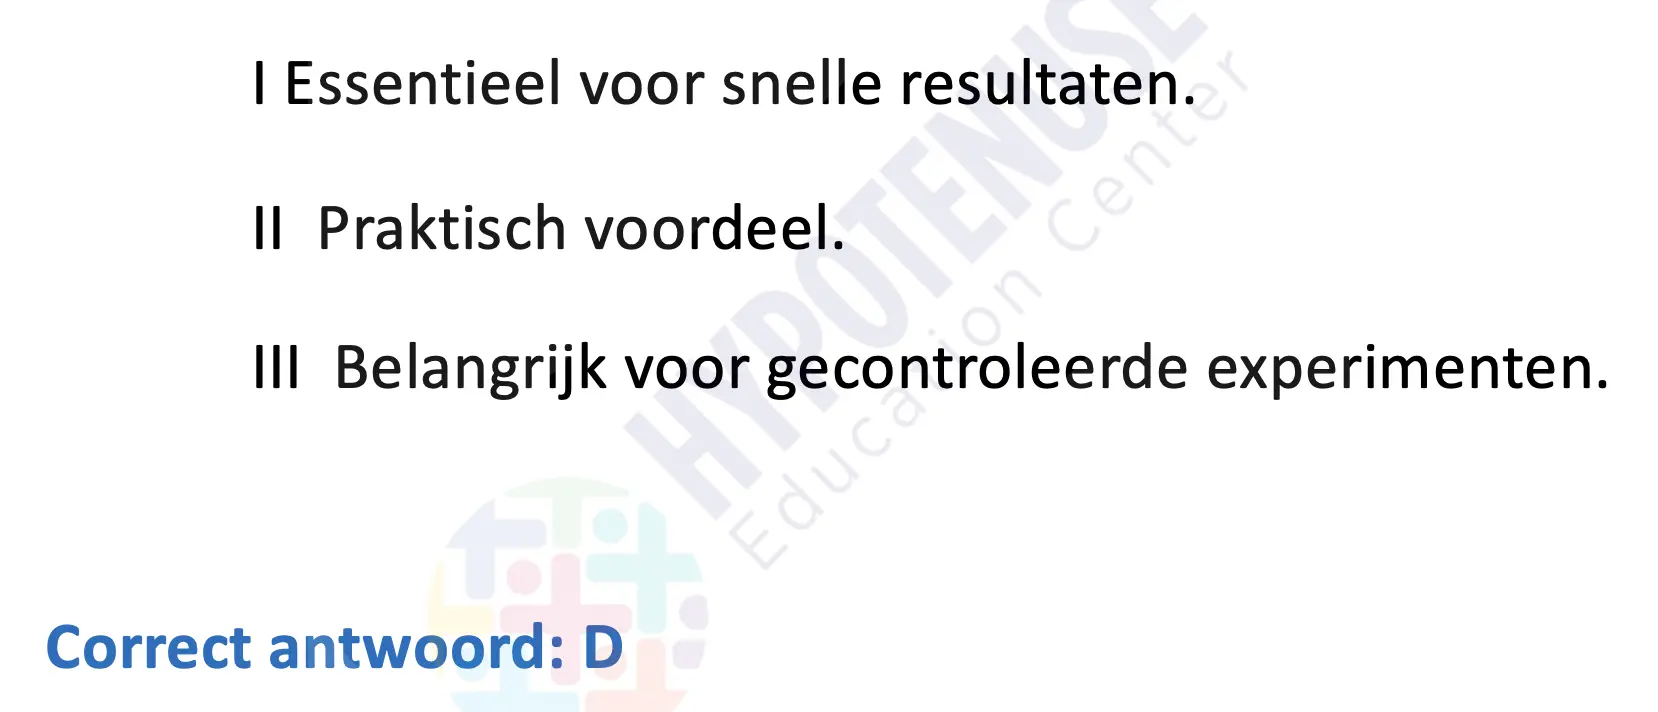 I Essentieel voor snelle resultaten.
II Praktisch voordeel.
III Belangrijk voor gecontroleerde experimenten.
HYPOTENUSE
Education Center
Correct antwoord: D